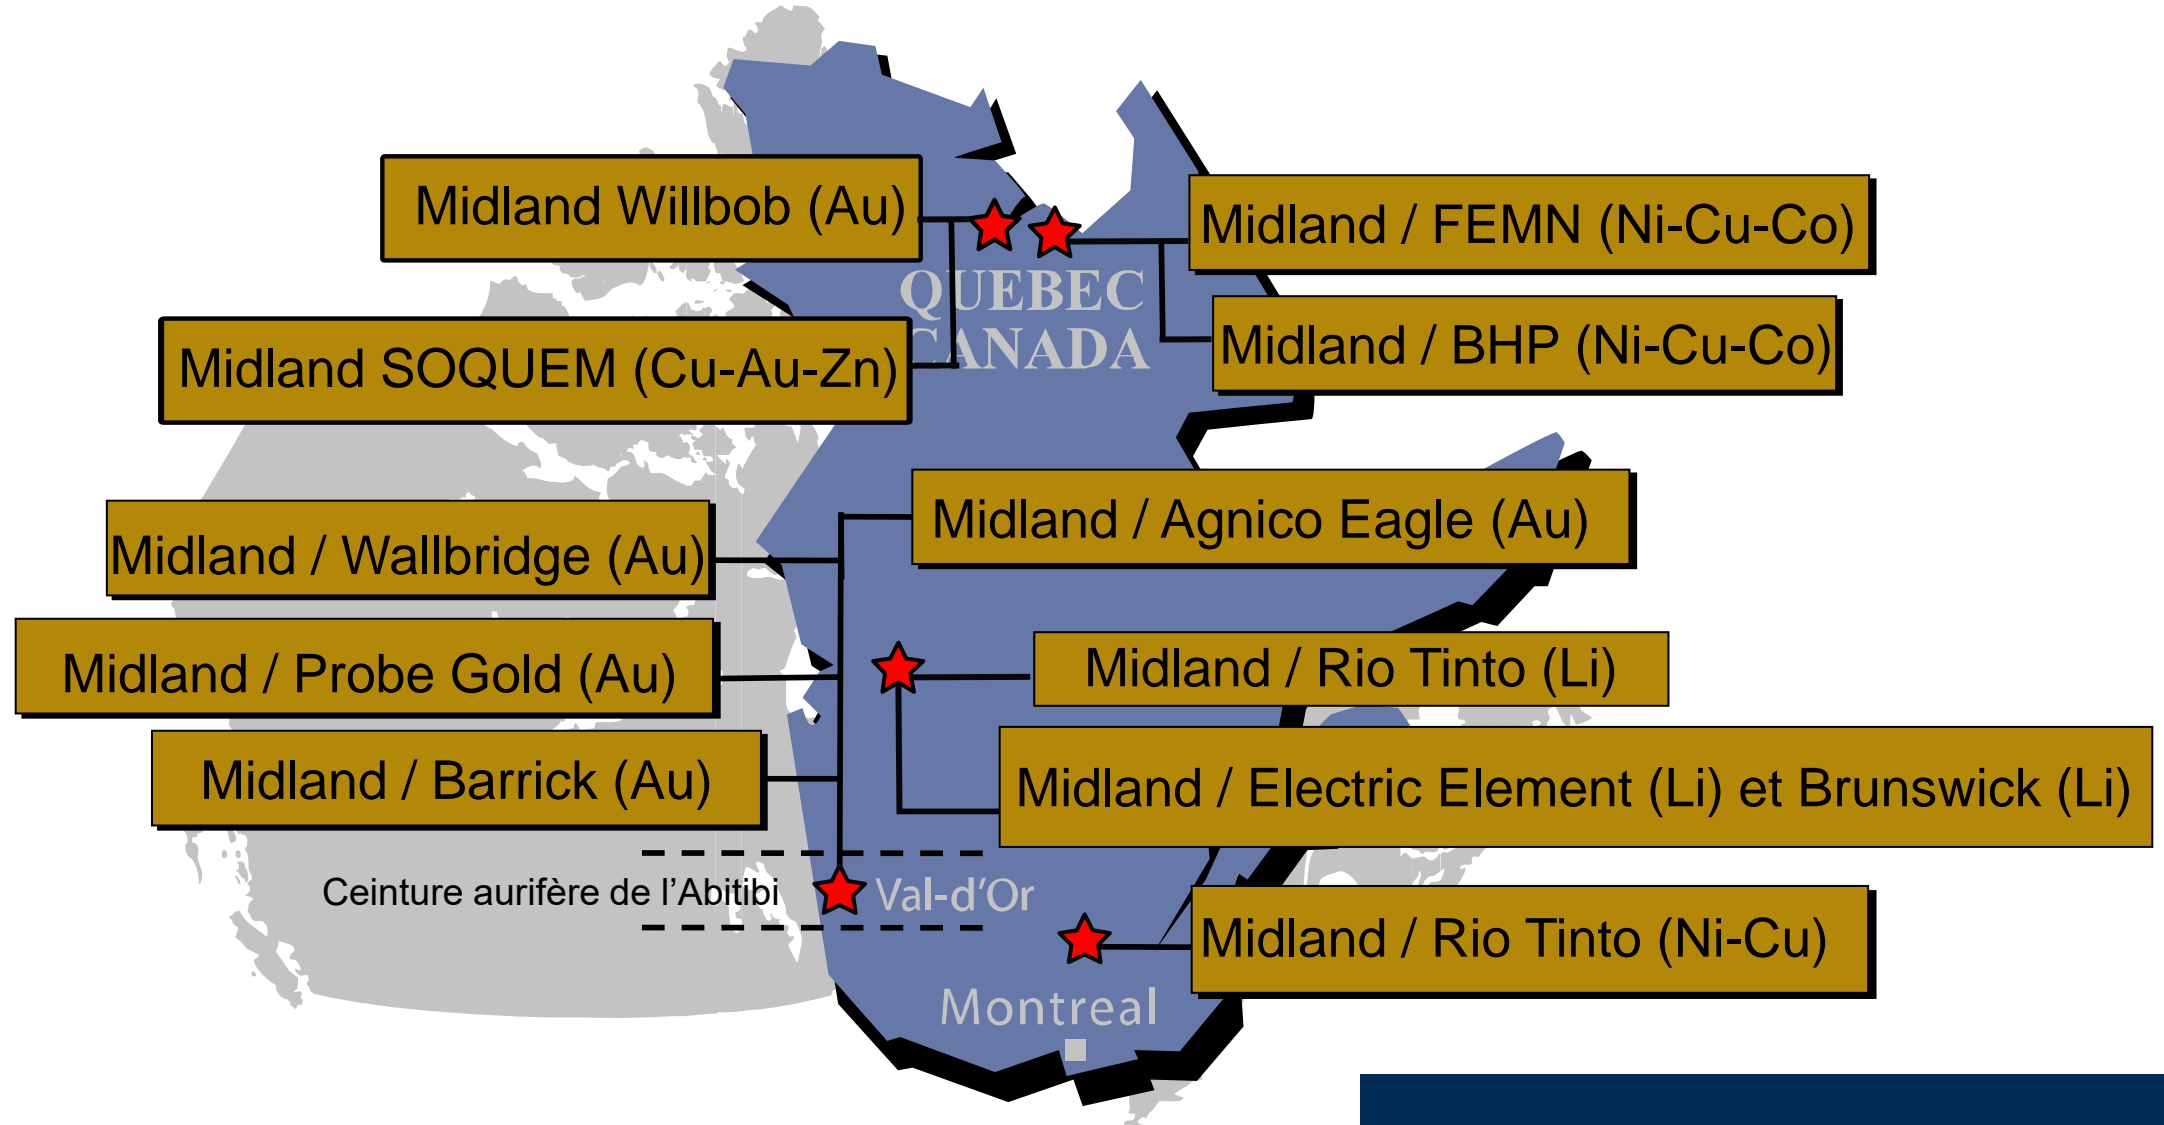 Midland Willbob (Au)
Midland / FEMN (Ni-Cu-Co)
QUEBEC
CANADA
Midland SOQUEM (Cu-Au-Zn)
Midland / BHP (Ni-Cu-Co)
Midland / Agnico Eagle (Au)
Midland / Wallbridge (Au)
Midland / Probe Gold (Au)
Midland / Rio Tinto (Li)
Midland / Barrick (Au)
Midland / Electric Element (Li) et Brunswick (Li)
Ceinture aurifère de l’Abitibi
Val-d’Or
Midland / Rio Tinto (Ni-Cu)
Montreal